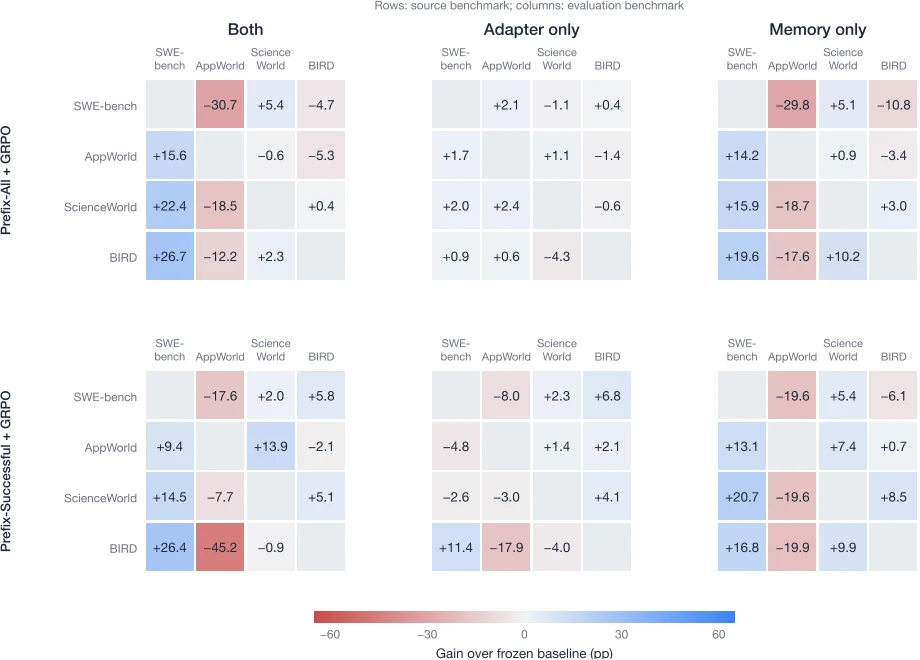 Rows: source benchmark; columns: evaluation benchmark
Both Adapter only Memory only
Prefix-All + GRPO
SWE-bench AppWorld Science World BIRD SWE-bench AppWorld Science World BIRD SWE-bench AppWorld Science World BIRD
SWE-bench −30.7 +5.4 −4.7 +2.1 −1.1 +0.4 −29.8 +5.1 −10.8
AppWorld +15.6 −0.6 −5.3 +1.7 +1.1 −1.4 +14.2 +0.9 −3.4
ScienceWorld +22.4 −18.5 +0.4 +2.0 +2.4 −0.6 +15.9 −18.7 +3.0
BIRD +26.7 −12.2 +2.3 +0.9 +0.6 −4.3 +19.6 −17.6 +10.2
Prefix-Successful + GRPO
SWE-bench AppWorld Science World BIRD SWE-bench AppWorld Science World BIRD SWE-bench AppWorld Science World BIRD
SWE-bench −17.6 +2.0 +5.8 −8.0 +2.3 +6.8 −19.6 +5.4 −6.1
AppWorld +9.4 +13.9 −2.1 −4.8 +1.4 +2.1 +13.1 +7.4 +0.7
ScienceWorld +14.5 −7.7 +5.1 −2.6 −3.0 +4.1 +20.7 −19.6 +8.5
BIRD +26.4 −45.2 −0.9 +11.4 −17.9 −4.0 +16.8 −19.9 +9.9
−60 −30 0 30 60
Gain over frozen baseline (pp)